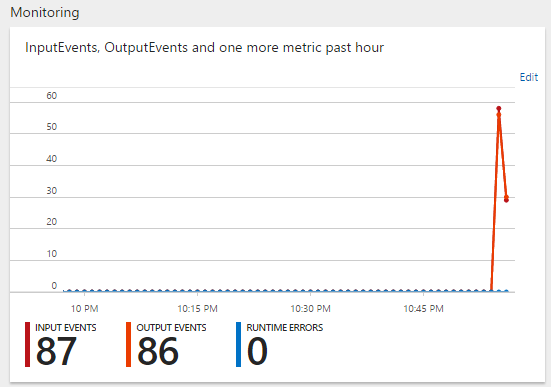 Monitoring
InputEvents, OutputEvents and one more metric past hour
Edit
60
50
40
30
20
10
0
10 PM 10:15 PM 10:30 PM 10:45 PM
INPUT EVENTS OUTPUT EVENTS RUNTIME ERRORS
87 86 0